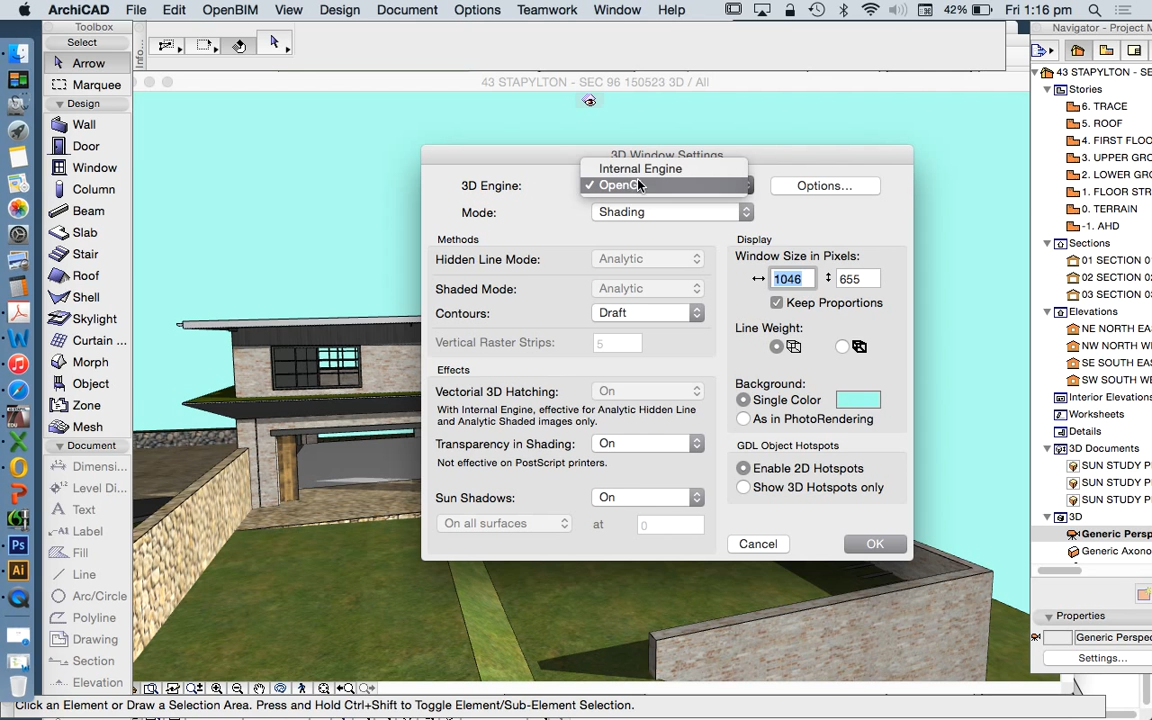 ArchiCAD File Edit OpenBIM View Design Document Options Teamwork Window Help 42% Fri 1:16 pm
Toolbox
Select
Arrow
Marquee
Design
Wall
Door
Window
Column
Beam
Slab
Stair
Roof
Shell
Skylight
Curtain ...
Morph
Object
Zone
Mesh
Document
Dimensi...
Level Di...
Text
Label
Fill
Line
Arc/Circle
Polyline
Drawing
Section
Elevation
43 STAPYLTON - SEC 96 150523 3D / All
3D Window Settings
3D Engine:
Internal Engine
✓ OpenG
Options...
Mode: Shading
Methods
Hidden Line Mode: Analytic
Shaded Mode: Analytic
Contours: Draft
Vertical Raster Strips: 5
Effects
Vectorial 3D Hatching: On
With Internal Engine, effective for Analytic Hidden Line
and Analytic Shaded images only.
Transparency in Shading: On
Not effective on PostScript printers.
Sun Shadows: On
On all surfaces at 0
Display
Window Size in Pixels:
1046 655
Keep Proportions
Line Weight:
Background:
Single Color
As in PhotoRendering
GDL Object Hotspots
Enable 2D Hotspots
Show 3D Hotspots only
Cancel OK
Navigator - Project M
43 STAPYLTON - SE
Stories
6. TRACE
5. ROOF
4. FIRST FLOO
3. UPPER GRO
2. LOWER GRO
1. FLOOR STR
0. TERRAIN
-1. AHD
Sections
01 SECTION 0
02 SECTION 0
03 SECTION 0
Elevations
NE NORTH EAS
NW NORTH W
SE SOUTH EAS
SW SOUTH WE
Interior Elevations
Worksheets
Details
3D Documents
SUN STUDY P
SUN STUDY P
SUN STUDY P
3D
Generic Persp
Generic Axono
Properties
Generic Perspec
Settings...
Click an Element or Draw a Selection Area. Press and Hold Ctrl+Shift to Toggle Element/Sub-Element Selection.